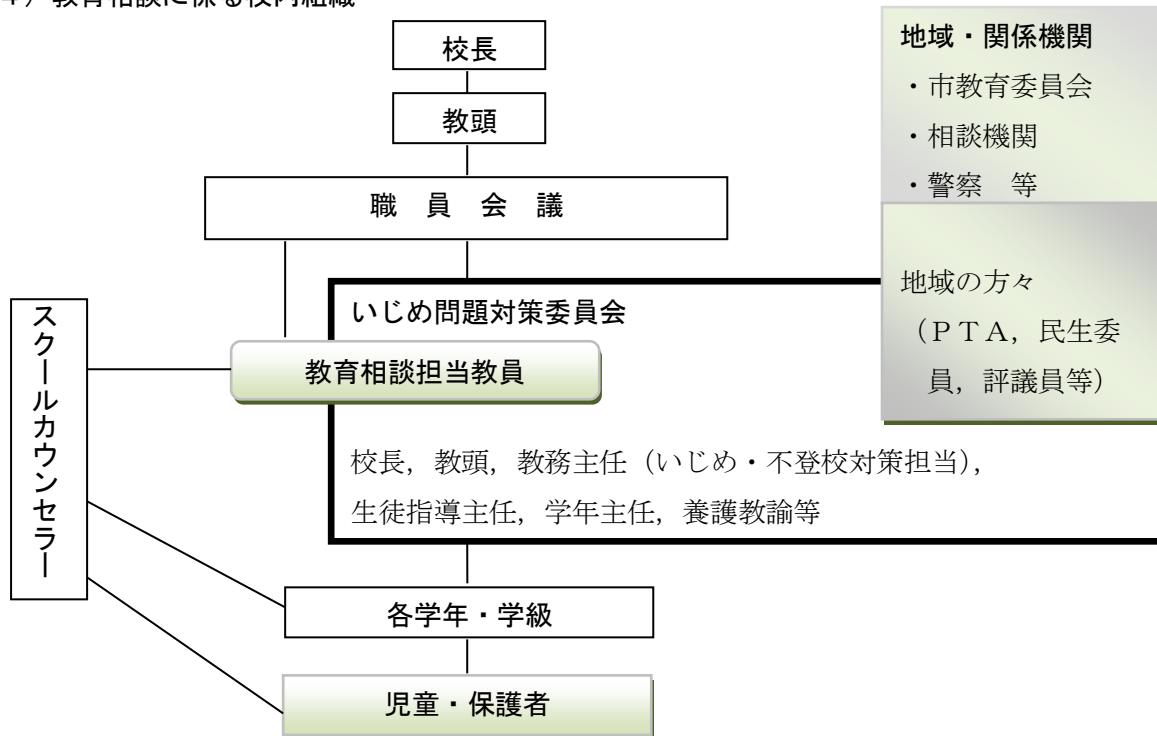 4）教育相談に係る校内組織
校長
教頭
職　員　会　議
地域・関係機関
・市教育委員会
・相談機関
・警察　等
地域の方々
（ＰＴＡ，民生委
員，評議員等）
いじめ問題対策委員会
教育相談担当教員
校長，教頭，教務主任（いじめ・不登校対策担当），
生徒指導主任，学年主任，養護教諭等
スクールカウンセラー
各学年・学級
児童・保護者